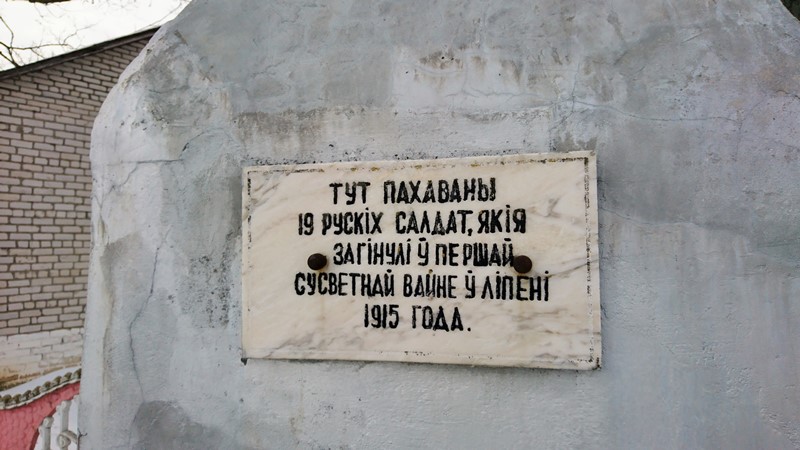 ТУТ ПАХАВАНЫ
19 РУСКІХ САЛДАТ, ЯКІЯ
ЗАГІНУЛІ Ў ПЕРШАЙ
СУСВЕТНАЙ ВАЙНЕ Ў ЛІПЕНІ
1915 ГОДА.